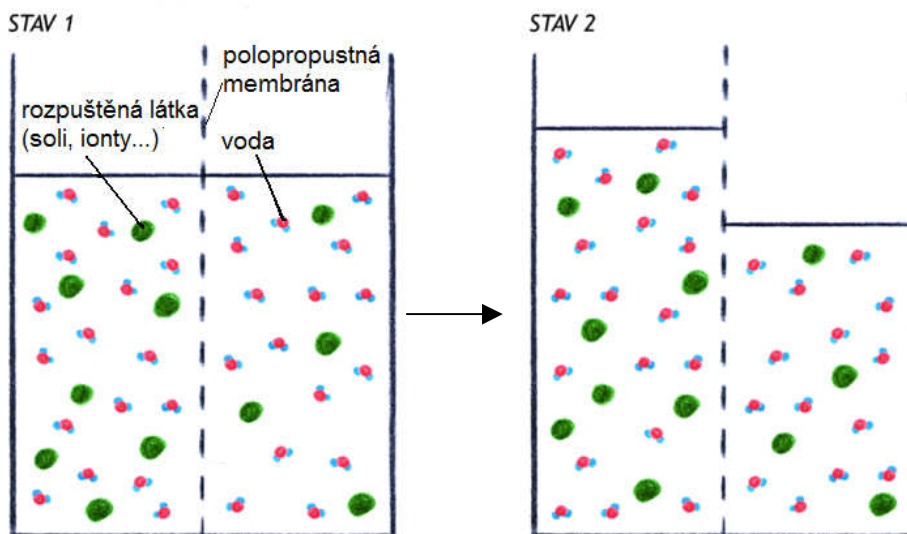 STAV 1
STAV 2
polopropustná
membrána
rozpuštěná látka
(soli, ionty...)
voda